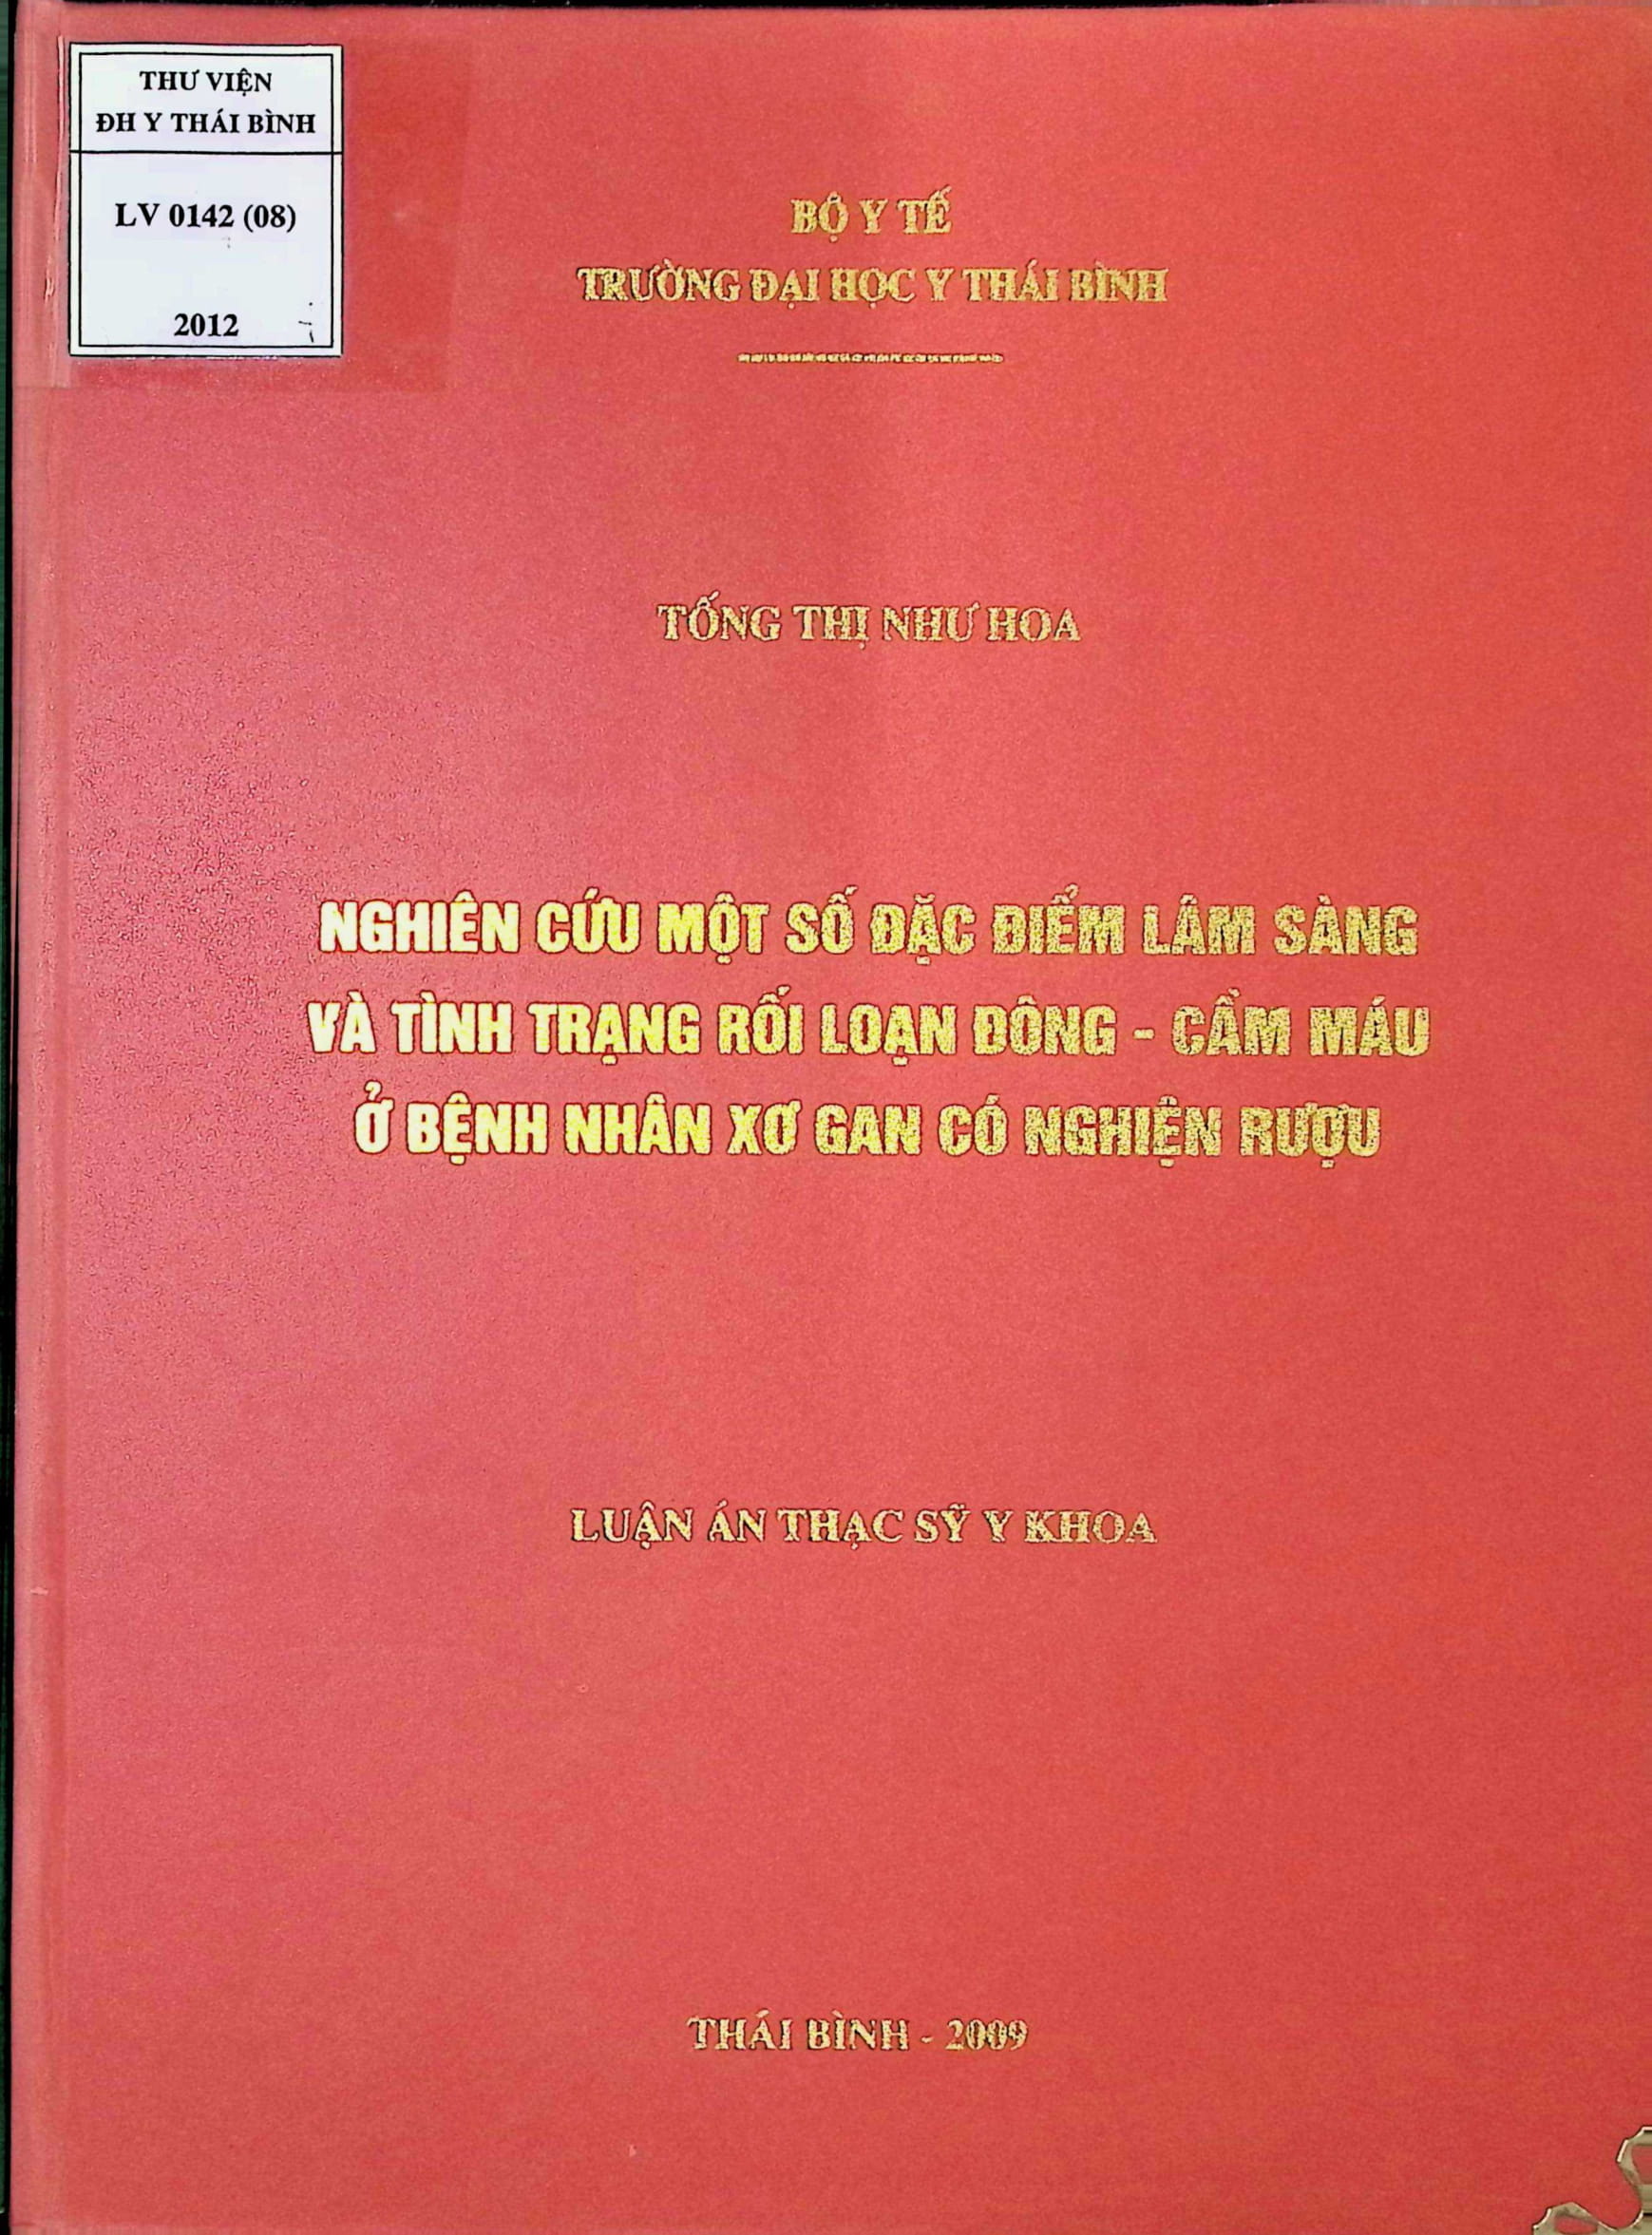 THƯ VIỆN
ĐH Y THÁI BÌNH
LV 0142 (08)
2012
BỘ Y TẾ
TRƯỜNG ĐẠI HỌC Y THÁI BÌNH
TỐNG THỊ NHƯ HOA
NGHIÊN CỨU MỘT SỐ ĐẶC ĐIỂM LÂM SÀNG
VÀ TÌNH TRẠNG RỐI LOẠN ĐÔNG - CẦM MÁU
Ở BỆNH NHÂN XƠ GAN CÓ NGHIỆN RƯỢU
LUẬN ÁN THẠC SỸ Y KHOA
THÁI BÌNH - 2009